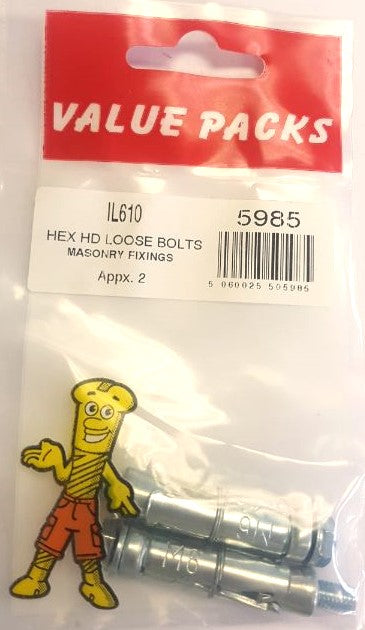 VALUE PACKS
IL610
5985
HEX HD LOOSE BOLTS
MASONRY FIXINGS
Appx. 2
5 060025 505985
M6
M6